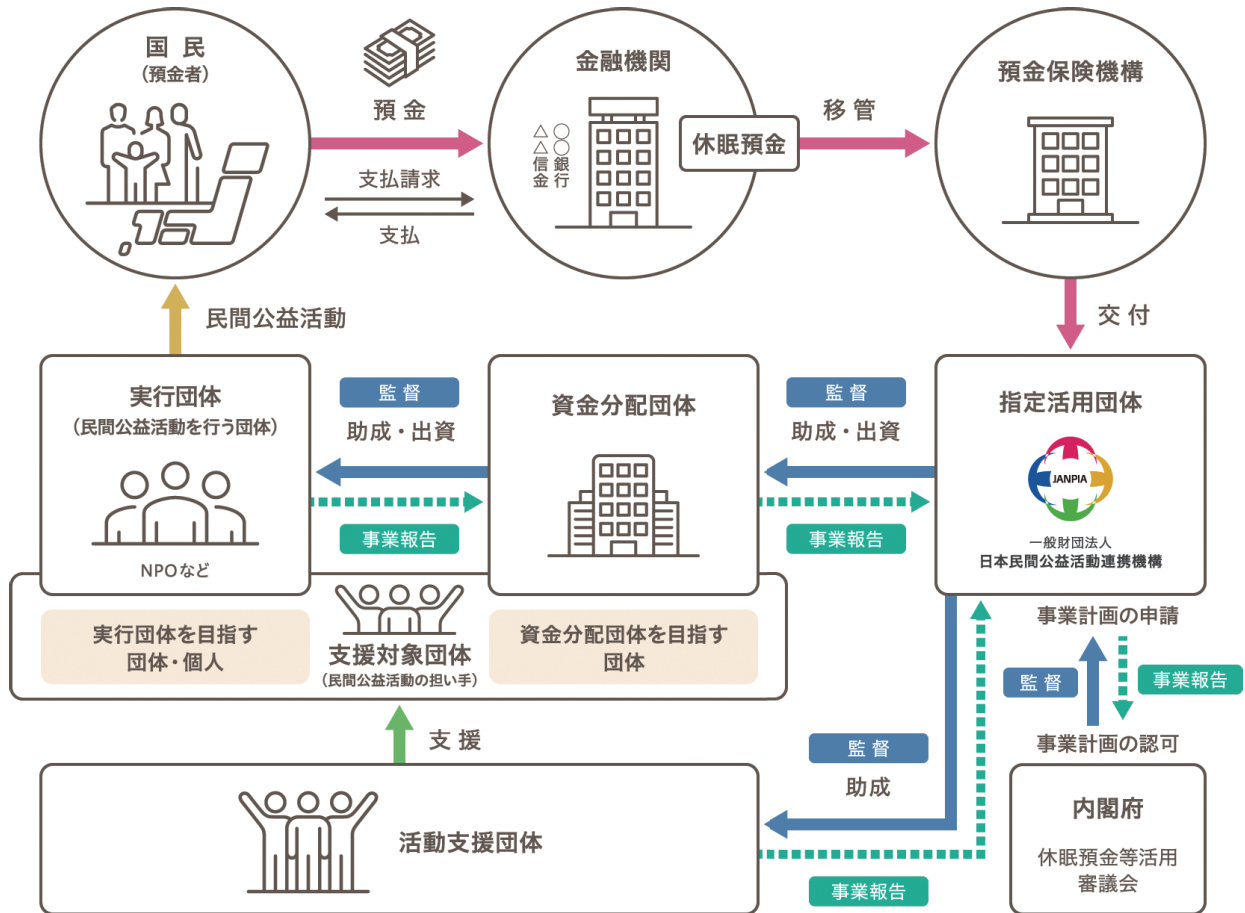 国 民
(預金者)
預 金
支払請求
支払
金融機関
○○銀行
△△信金
休眠預金
移 管
預金保険機構
交 付
民間公益活動
実行団体
(民間公益活動を行う団体)
NPOなど
監 督
助成・出資
事業報告
資金分配団体
監 督
助成・出資
事業報告
指定活用団体
JANPIA
一般財団法人
日本民間公益活動連携機構
実行団体を目指す
団体・個人
支援対象団体
(民間公益活動の担い手)
資金分配団体を目指す
団体
事業計画の申請
監 督
事業報告
事業計画の認可
支 援
監 督
助成
活動支援団体
事業報告
内閣府
休眠預金等活用
審議会